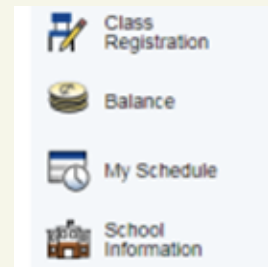 Class
Registration
Balance
My Schedule
School
Information